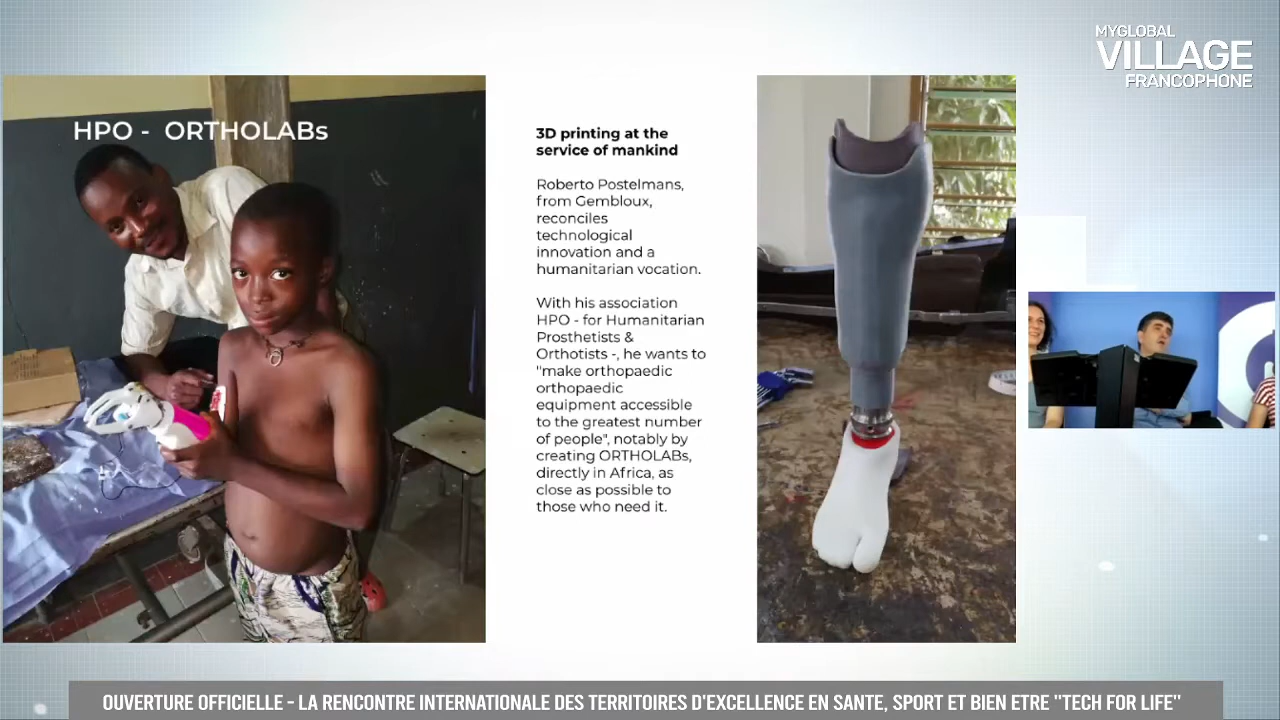 MYGLOBAL
VILLAGE
FRANCOPHONE
HPO - ORTHOLABs
3D printing at the
service of mankind
Roberto Postelmans,
from Gembloux,
reconciles
technological
innovation and a
humanitarian vocation.
With his association
HPO - for Humanitarian
Prosthetists &
Orthotists -, he wants to
"make orthopaedic
orthopaedic
equipment accessible
to the greatest number
of people", notably by
creating ORTHOLABs,
directly in Africa, as
close as possible to
those who need it.
OUVERTURE OFFICIELLE - LA RENCONTRE INTERNATIONALE DES TERRITOIRES D'EXCELLENCE EN SANTE, SPORT ET BIEN ETRE "TECH FOR LIFE"